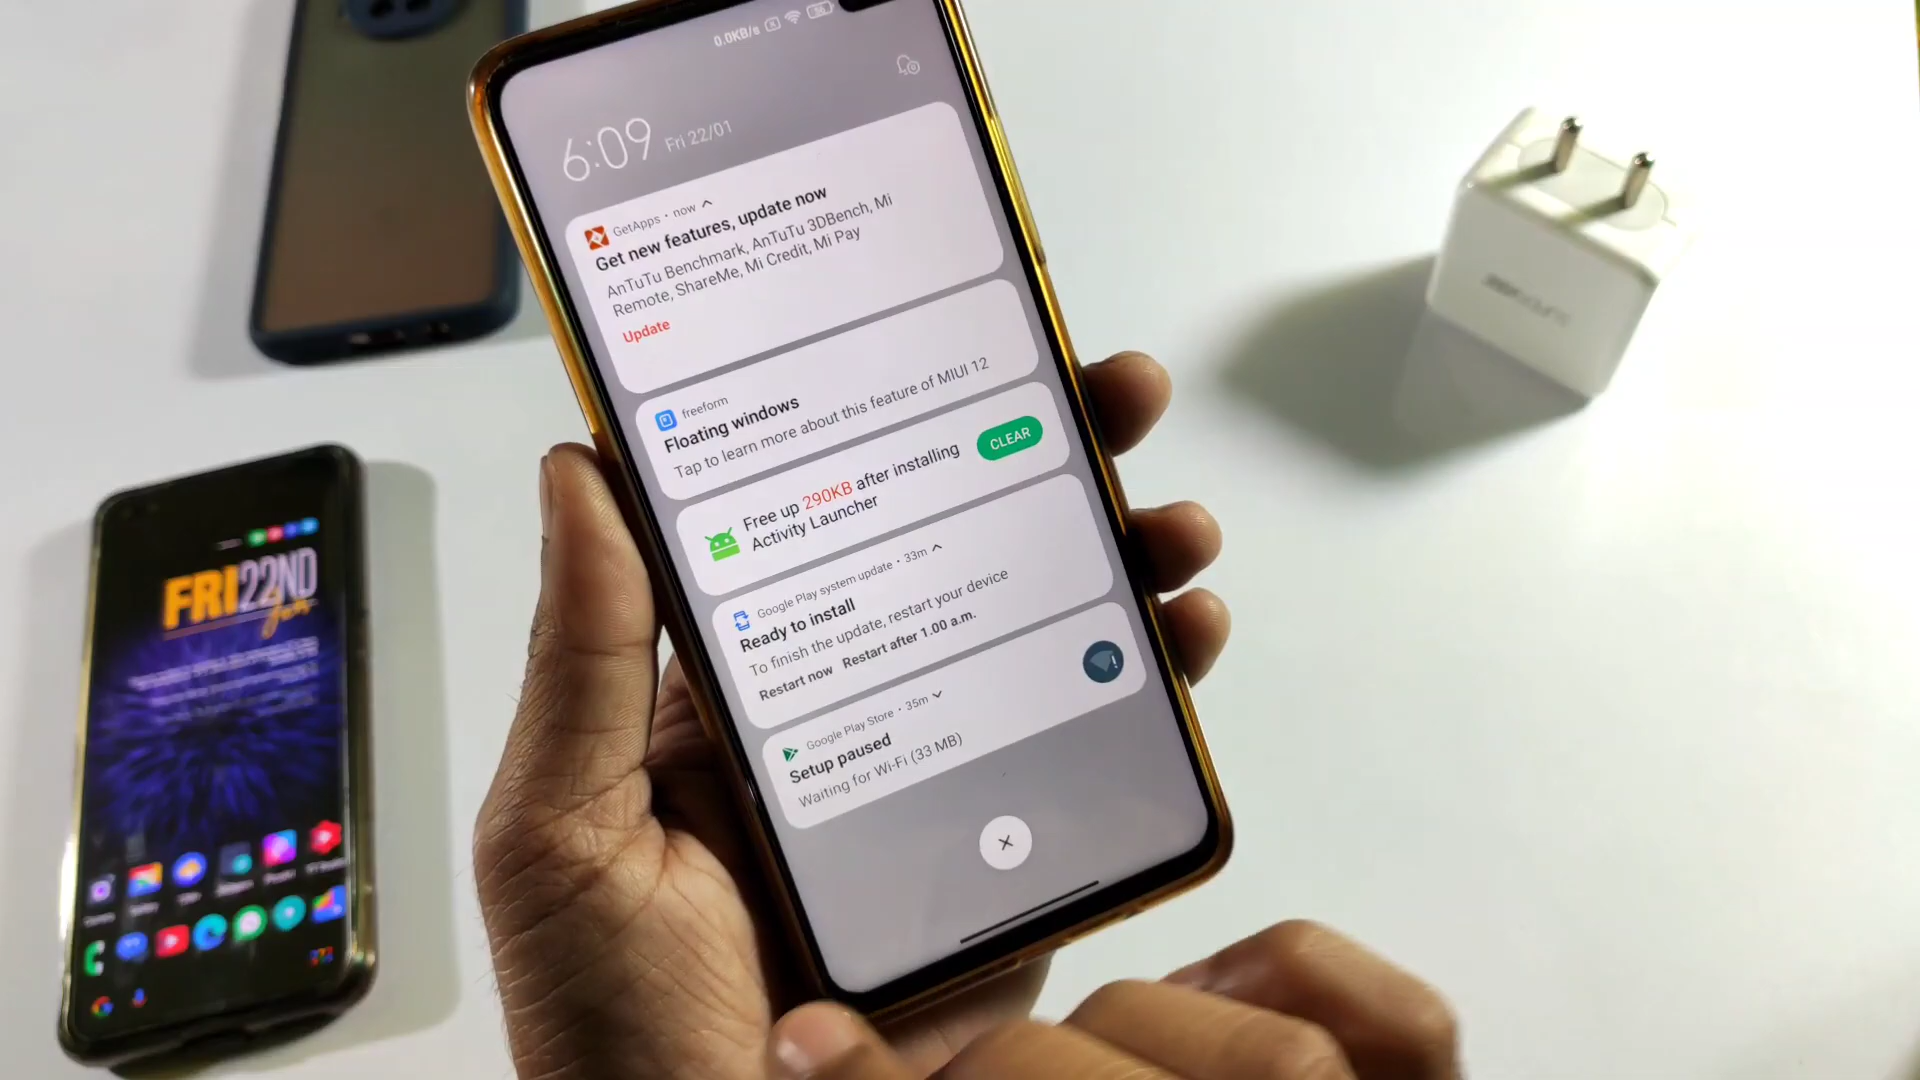 0.0KB/s
6:09 Fri 22/01
GetApps • now
Get new features, update now
AnTuTu Benchmark, AnTuTu 3DBench, Mi
Remote, ShareMe, Mi Credit, Mi Pay
Update
freeform
Floating windows
Tap to learn more about this feature of MIUI 12
Free up 290KB after installing
Activity Launcher
CLEAR
Google Play system update • 33m
Ready to install
To finish the update, restart your device
Restart now Restart after 1.00 a.m.
Google Play Store • 35m
Setup paused
Waiting for Wi-Fi (33 MB)
FRI22ND
Jan